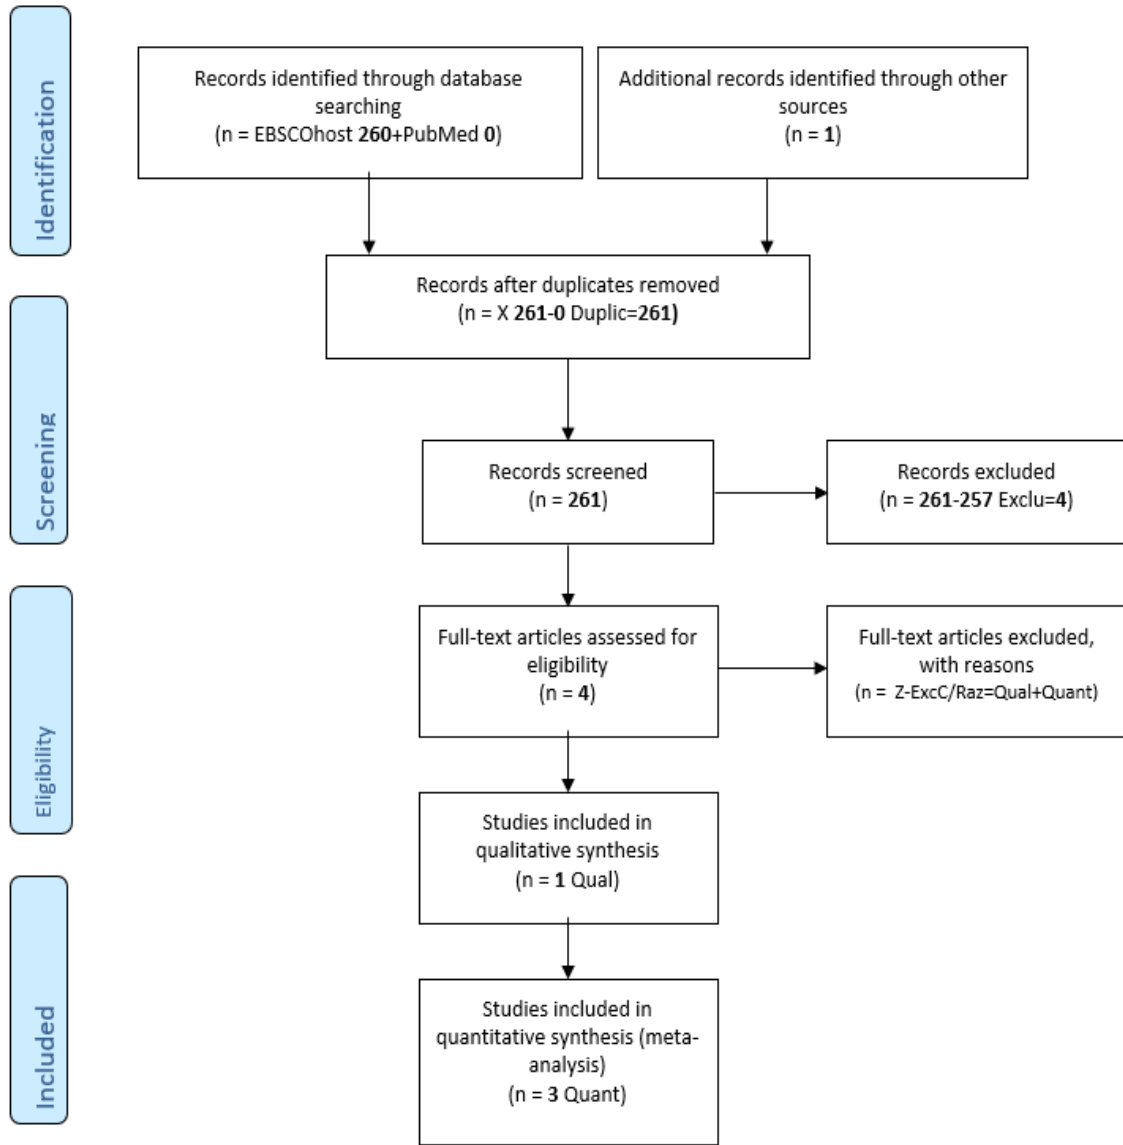 Identification
Records identified through database
searching
(n = EBSCOhost 260+PubMed 0)
Additional records identified through other
sources
(n = 1)
Records after duplicates removed
(n = X 261-0 Duplic=261)
Screening
Records screened
(n = 261)
Records excluded
(n = 261-257 Exclu=4)
Eligibility
Full-text articles assessed for
eligibility
(n = 4)
Full-text articles excluded,
with reasons
(n = Z-ExcC/Raz=Qual+Quant)
Studies included in
qualitative synthesis
(n = 1 Qual)
Included
Studies included in
quantitative synthesis (meta-
analysis)
(n = 3 Quant)